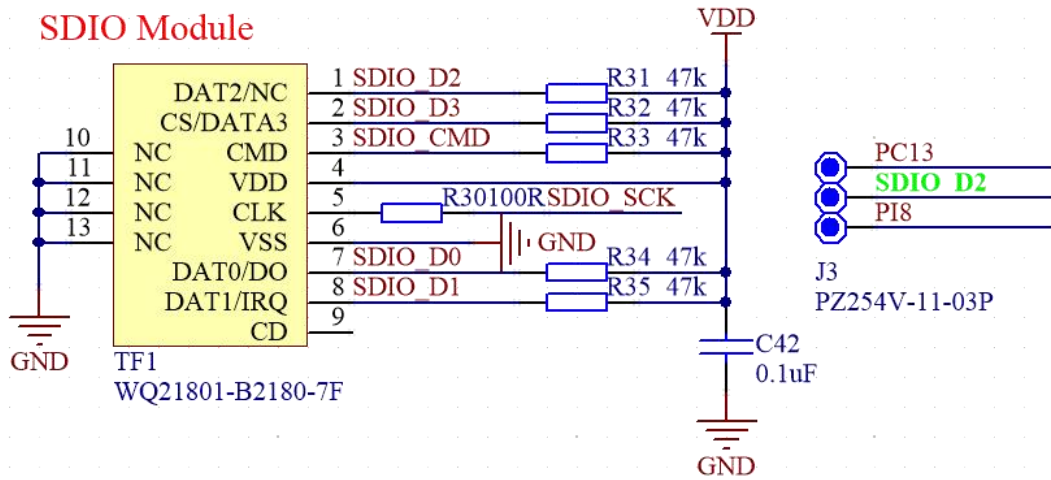 SDIO Module
VDD
DAT2/NC 1 SDIO_D2 R31 47k
CS/DATA3 2 SDIO_D3 R32 47k
10 NC CMD 3 SDIO_CMD R33 47k
11 NC VDD 4
12 NC CLK 5 R30100R SDIO_SCK
13 NC VSS 6 GND
DAT0/DO 7 SDIO_D0 R34 47k
DAT1/IRQ 8 SDIO_D1 R35 47k
CD 9
GND
TF1
WQ21801-B2180-7F
C42
0.1uF
GND
PC13
SDIO_D2
PI8
J3
PZ254V-11-03P